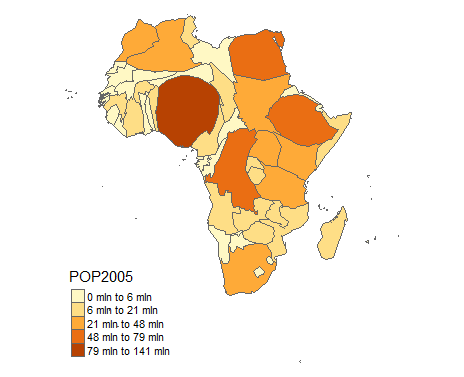 POP2005
0 mln to 6 mln
6 mln to 21 mln
21 mln to 48 mln
48 mln to 79 mln
79 mln to 141 mln